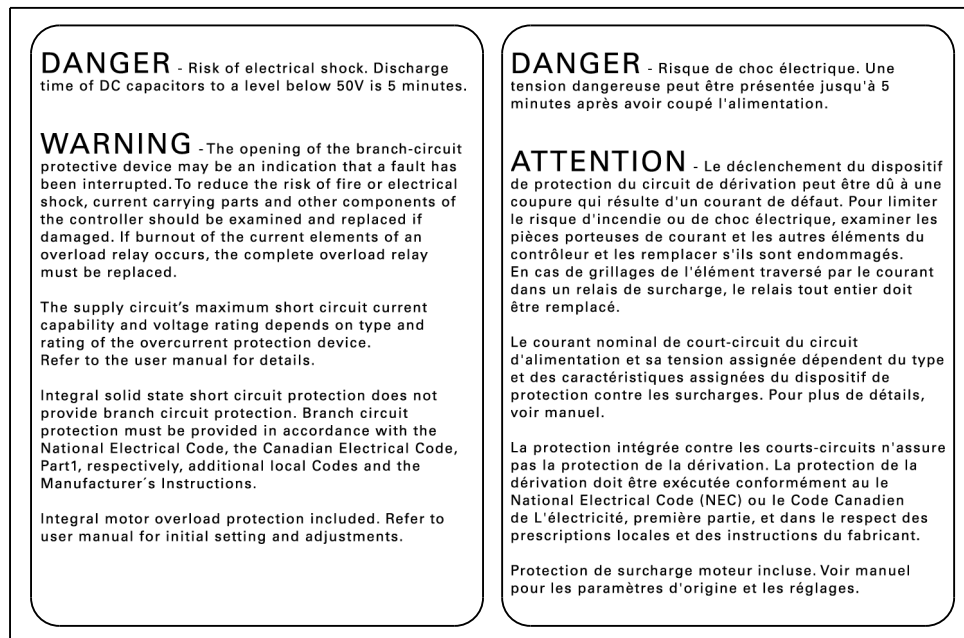 DANGER - Risk of electrical shock. Discharge
time of DC capacitors to a level below 50V is 5 minutes.
WARNING - The opening of the branch-circuit
protective device may be an indication that a fault has
been interrupted. To reduce the risk of fire or electrical
shock, current carrying parts and other components of
the controller should be examined and replaced if
damaged. If burnout of the current elements of an
overload relay occurs, the complete overload relay
must be replaced.
The supply circuit's maximum short circuit current
capability and voltage rating depends on type and
rating of the overcurrent protection device.
Refer to the user manual for details.
Integral solid state short circuit protection does not
provide branch circuit protection. Branch circuit
protection must be provided in accordance with the
National Electrical Code, the Canadian Electrical Code,
Part1, respectively, additional local Codes and the
Manufacturer´s Instructions.
Integral motor overload protection included. Refer to
user manual for initial setting and adjustments.
DANGER - Risque de choc électrique. Une
tension dangereuse peut être présentée jusqu'à 5
minutes après avoir coupé l'alimentation.
ATTENTION - Le déclenchement du dispositif
de protection du circuit de dérivation peut être dû à une
coupure qui résulte d'un courant de défaut. Pour limiter
le risque d'incendie ou de choc électrique, examiner les
pièces porteuses de courant et les autres éléments du
contrôleur et les remplacer s'ils sont endommagés.
En cas de grillages de l'élément traversé par le courant
dans un relais de surcharge, le relais tout entier doit
être remplacé.
Le courant nominal de court-circuit du circuit
d'alimentation et sa tension assignée dépendent du type
et des caractéristiques assignées du dispositif de
protection contre les surcharges. Pour plus de détails,
voir manuel.
La protection intégrée contre les courts-circuits n'assure
pas la protection de la dérivation. La protection de la
dérivation doit être exécutée conformément au le
National Electrical Code (NEC) ou le Code Canadien
de L'électricité, première partie, et dans le respect des
prescriptions locales et des instructions du fabricant.
Protection de surcharge moteur incluse. Voir manuel
pour les paramètres d'origine et les réglages.